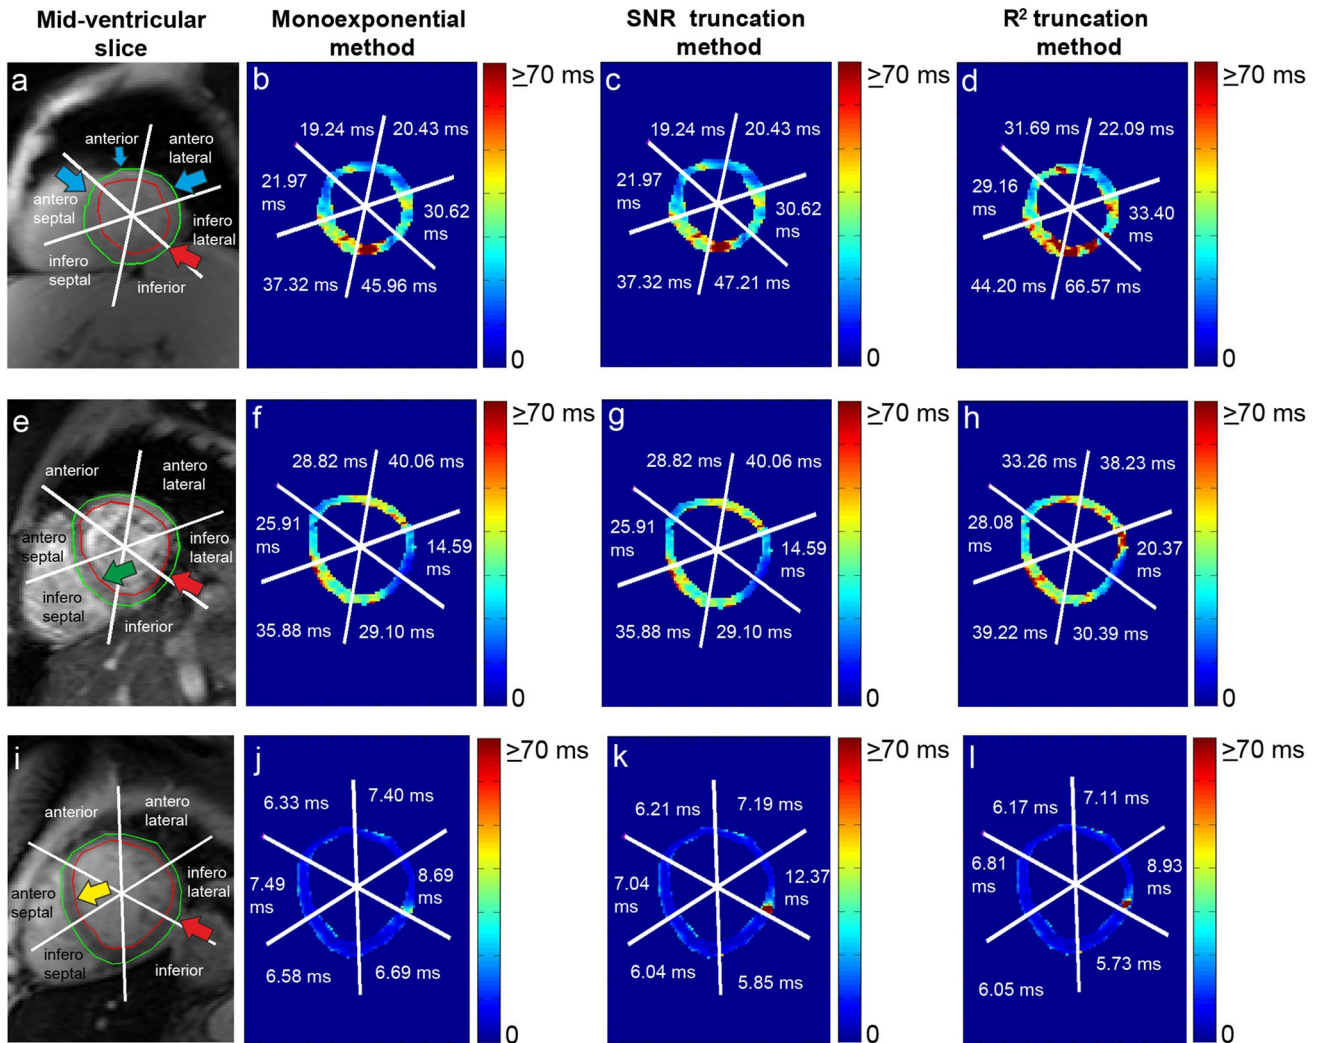 Mid-ventricular
slice
Monoexponential
method
SNR truncation
method
R² truncation
method
a
anterior
antero
lateral
antero
septal
infero
lateral
infero
septal
inferior
b
19.24 ms
20.43 ms
21.97
ms
30.62
ms
37.32 ms
45.96 ms
≥70 ms
0
c
19.24 ms
20.43 ms
21.97
ms
30.62
ms
37.32 ms
47.21 ms
≥70 ms
0
d
31.69 ms
22.09 ms
29.16
ms
33.40
ms
44.20 ms
66.57 ms
≥70 ms
0
e
anterior
antero
lateral
antero
septal
infero
lateral
infero
septal
inferior
f
28.82 ms
40.06 ms
25.91
ms
14.59
ms
35.88 ms
29.10 ms
≥70 ms
0
g
28.82 ms
40.06 ms
25.91
ms
14.59
ms
35.88 ms
29.10 ms
≥70 ms
0
h
33.26 ms
38.23 ms
28.08
ms
20.37
ms
39.22 ms
30.39 ms
≥70 ms
0
i
anterior
antero
lateral
antero
septal
infero
lateral
infero
septal
inferior
j
6.33 ms
7.40 ms
7.49
ms
8.69
ms
6.58 ms
6.69 ms
≥70 ms
0
k
6.21 ms
7.19 ms
7.04
ms
12.37
ms
6.04 ms
5.85 ms
≥70 ms
0
l
6.17 ms
7.11 ms
6.81
ms
8.93
ms
6.05 ms
5.73 ms
≥70 ms
0